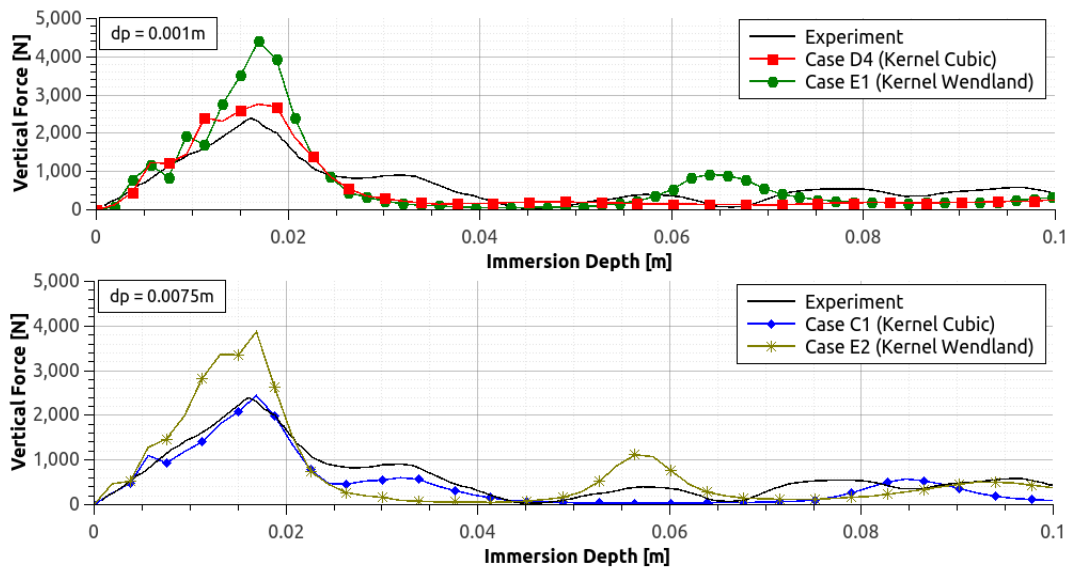 5,000
dp = 0.001m
4,000
3,000
2,000
1,000
0
Vertical Force [N]
Experiment
Case D4 (Kernel Cubic)
Case E1 (Kernel Wendland)
0
0.02
0.04
0.06
0.08
0.1
Immersion Depth [m]
5,000
dp = 0.0075m
4,000
3,000
2,000
1,000
0
Vertical Force [N]
Experiment
Case C1 (Kernel Cubic)
Case E2 (Kernel Wendland)
0
0.02
0.04
0.06
0.08
0.1
Immersion Depth [m]